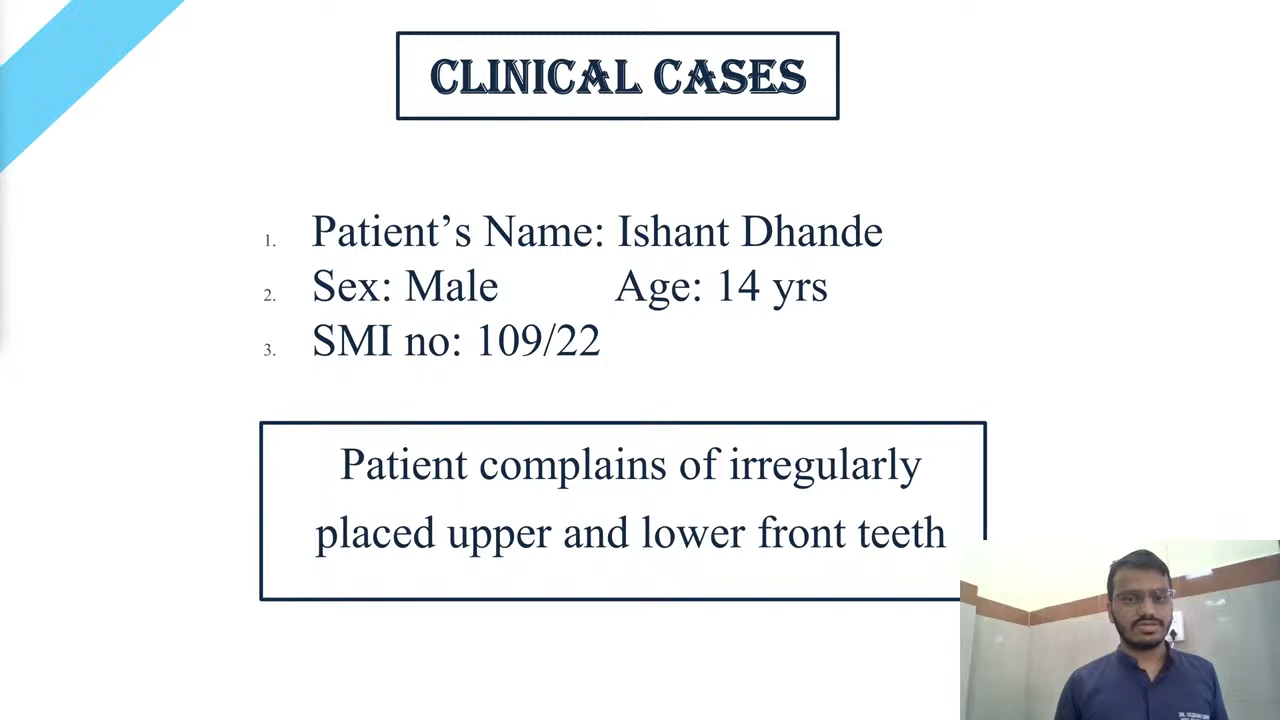 CLINICAL CASES
1. Patient’s Name: Ishant Dhande
2. Sex: Male Age: 14 yrs
3. SMI no: 109/22
Patient complains of irregularly
placed upper and lower front teeth